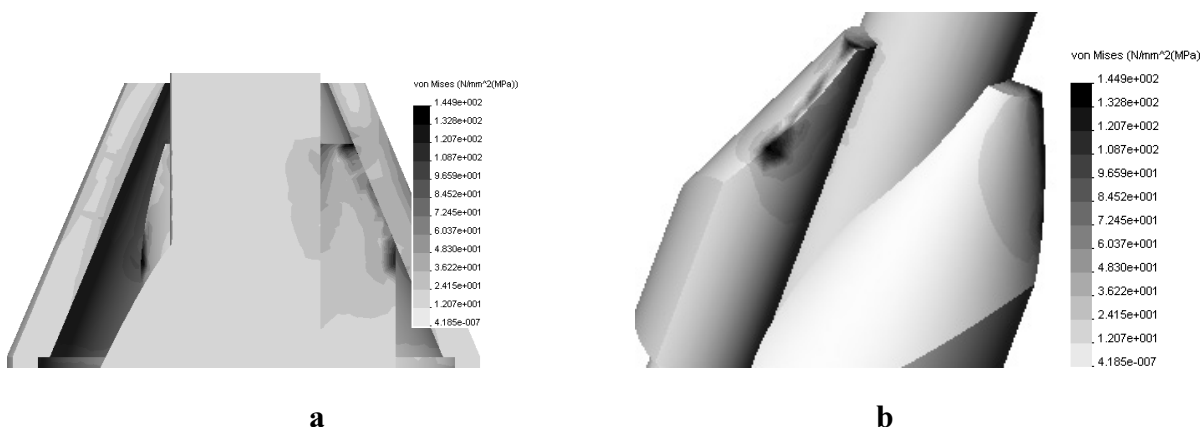 von Mises (N/mm^2(MPa))
1.449e+002
1.328e+002
1.207e+002
1.087e+002
9.659e+001
8.452e+001
7.245e+001
6.037e+001
4.830e+001
3.622e+001
2.415e+001
1.207e+001
4.185e-007
a
von Mises (N/mm^2(MPa)
1.449e+002
1.328e+002
1.207e+002
1.087e+002
9.659e+001
8.452e+001
7.245e+001
6.037e+001
4.830e+001
3.622e+001
2.415e+001
1.207e+001
4.185e-007
b